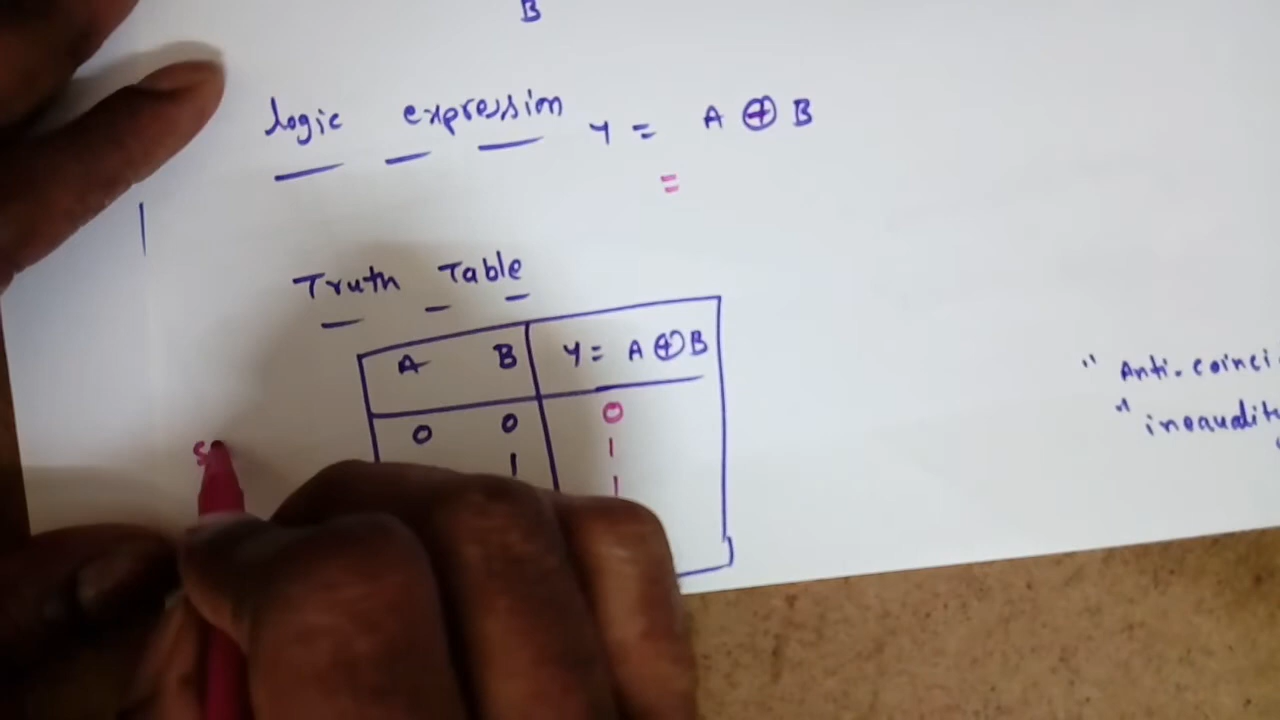 B
logic expression Y = A ⊕ B
=
Truth Table
A B Y = A ⊕ B
0 0 0
1 1
1
" Anti-coinci
" inequalit
S